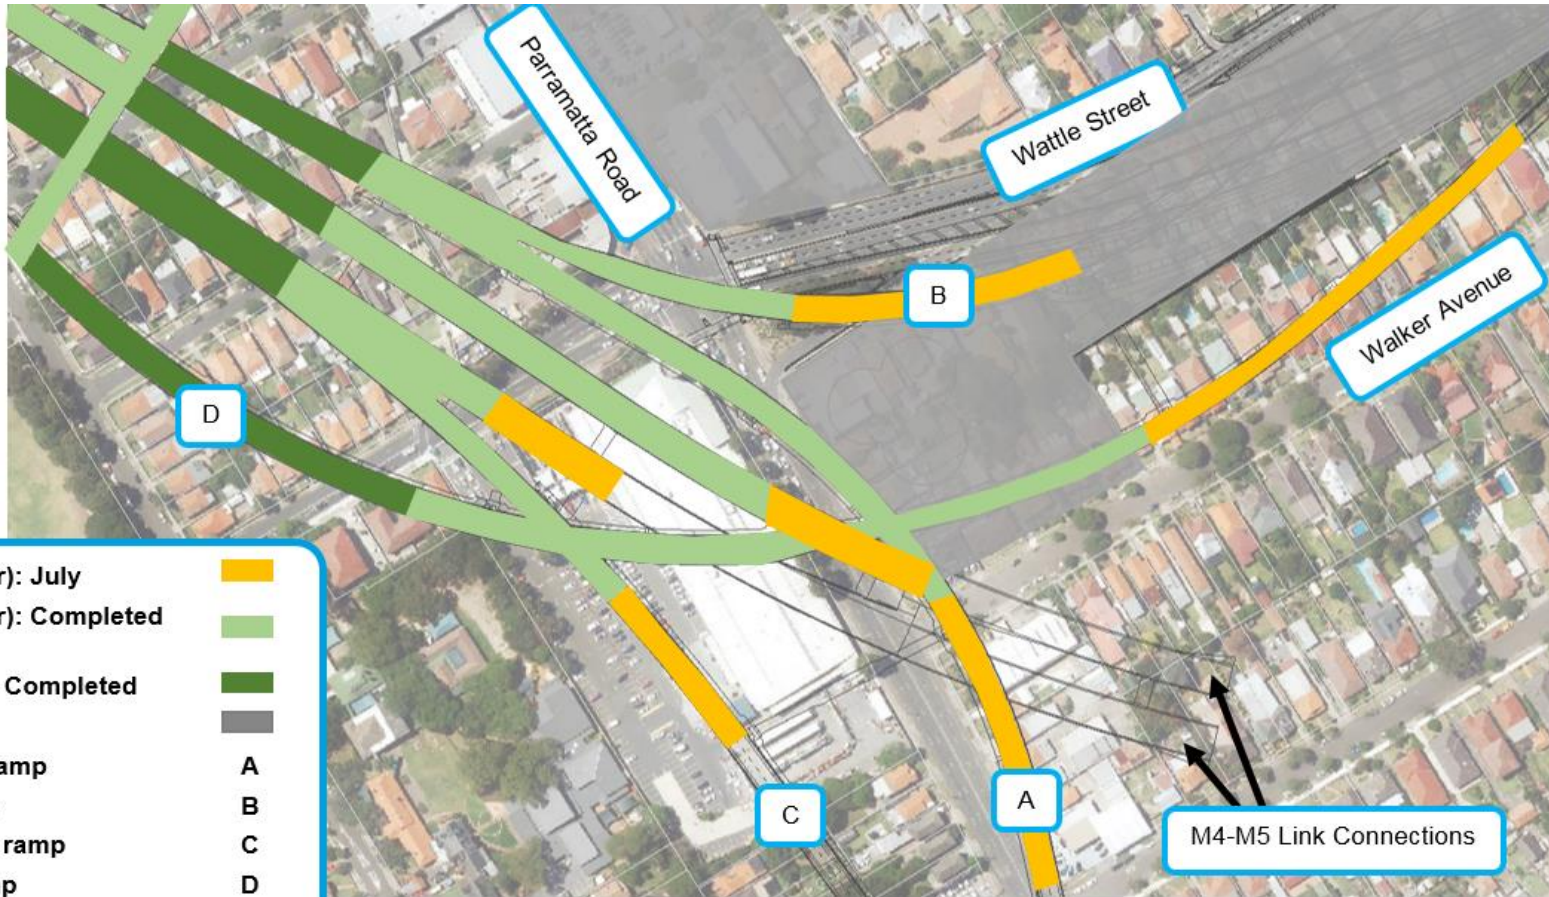 Parramatta Road
Wattle Street
Walker Avenue
B
D
r): July
r): Completed
Completed
amp
A
B
ramp
C
p
D
C
A
M4-M5 Link Connections